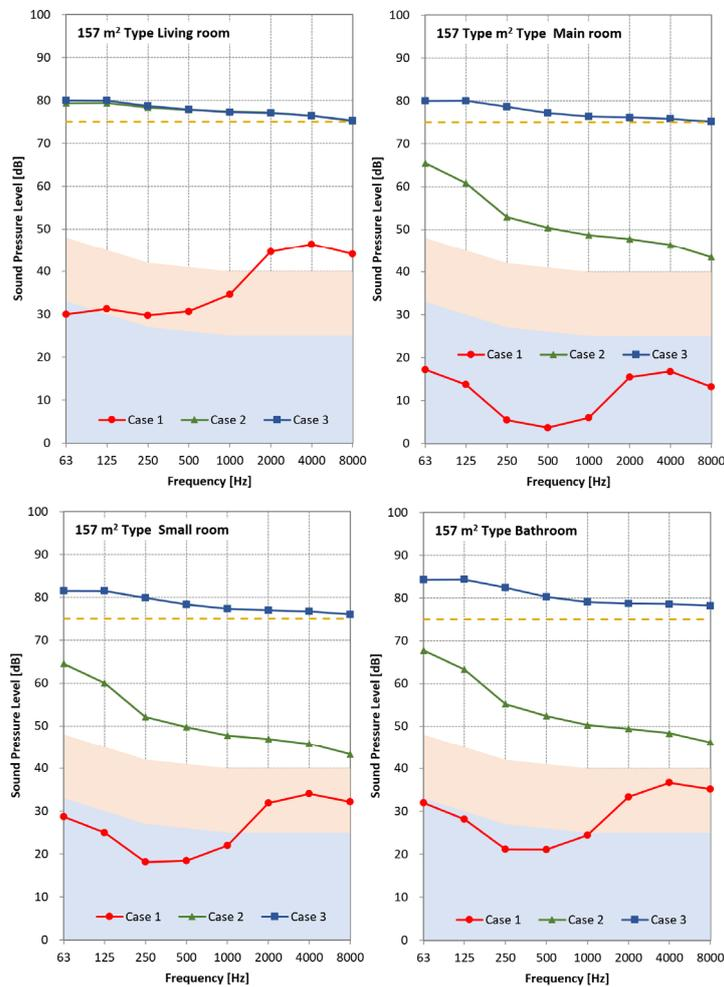 157 m² Type Living room
100
90
80
70
60
50
40
30
20
10
0
Sound Pressure Level [dB]
Case 1 Case 2 Case 3
63 125 250 500 1000 2000 4000 8000
Frequency [Hz]
157 Type m² Type Main room
100
90
80
70
60
50
40
30
20
10
0
Sound Pressure Level [dB]
Case 1 Case 2 Case 3
63 125 250 500 1000 2000 4000 8000
Frequency [Hz]
157 m² Type Small room
100
90
80
70
60
50
40
30
20
10
0
Sound Pressure Level [dB]
Case 1 Case 2 Case 3
63 125 250 500 1000 2000 4000 8000
Frequency [Hz]
157 m² Type Bathroom
100
90
80
70
60
50
40
30
20
10
0
Sound Pressure Level [dB]
Case 1 Case 2 Case 3
63 125 250 500 1000 2000 4000 8000
Frequency [Hz]